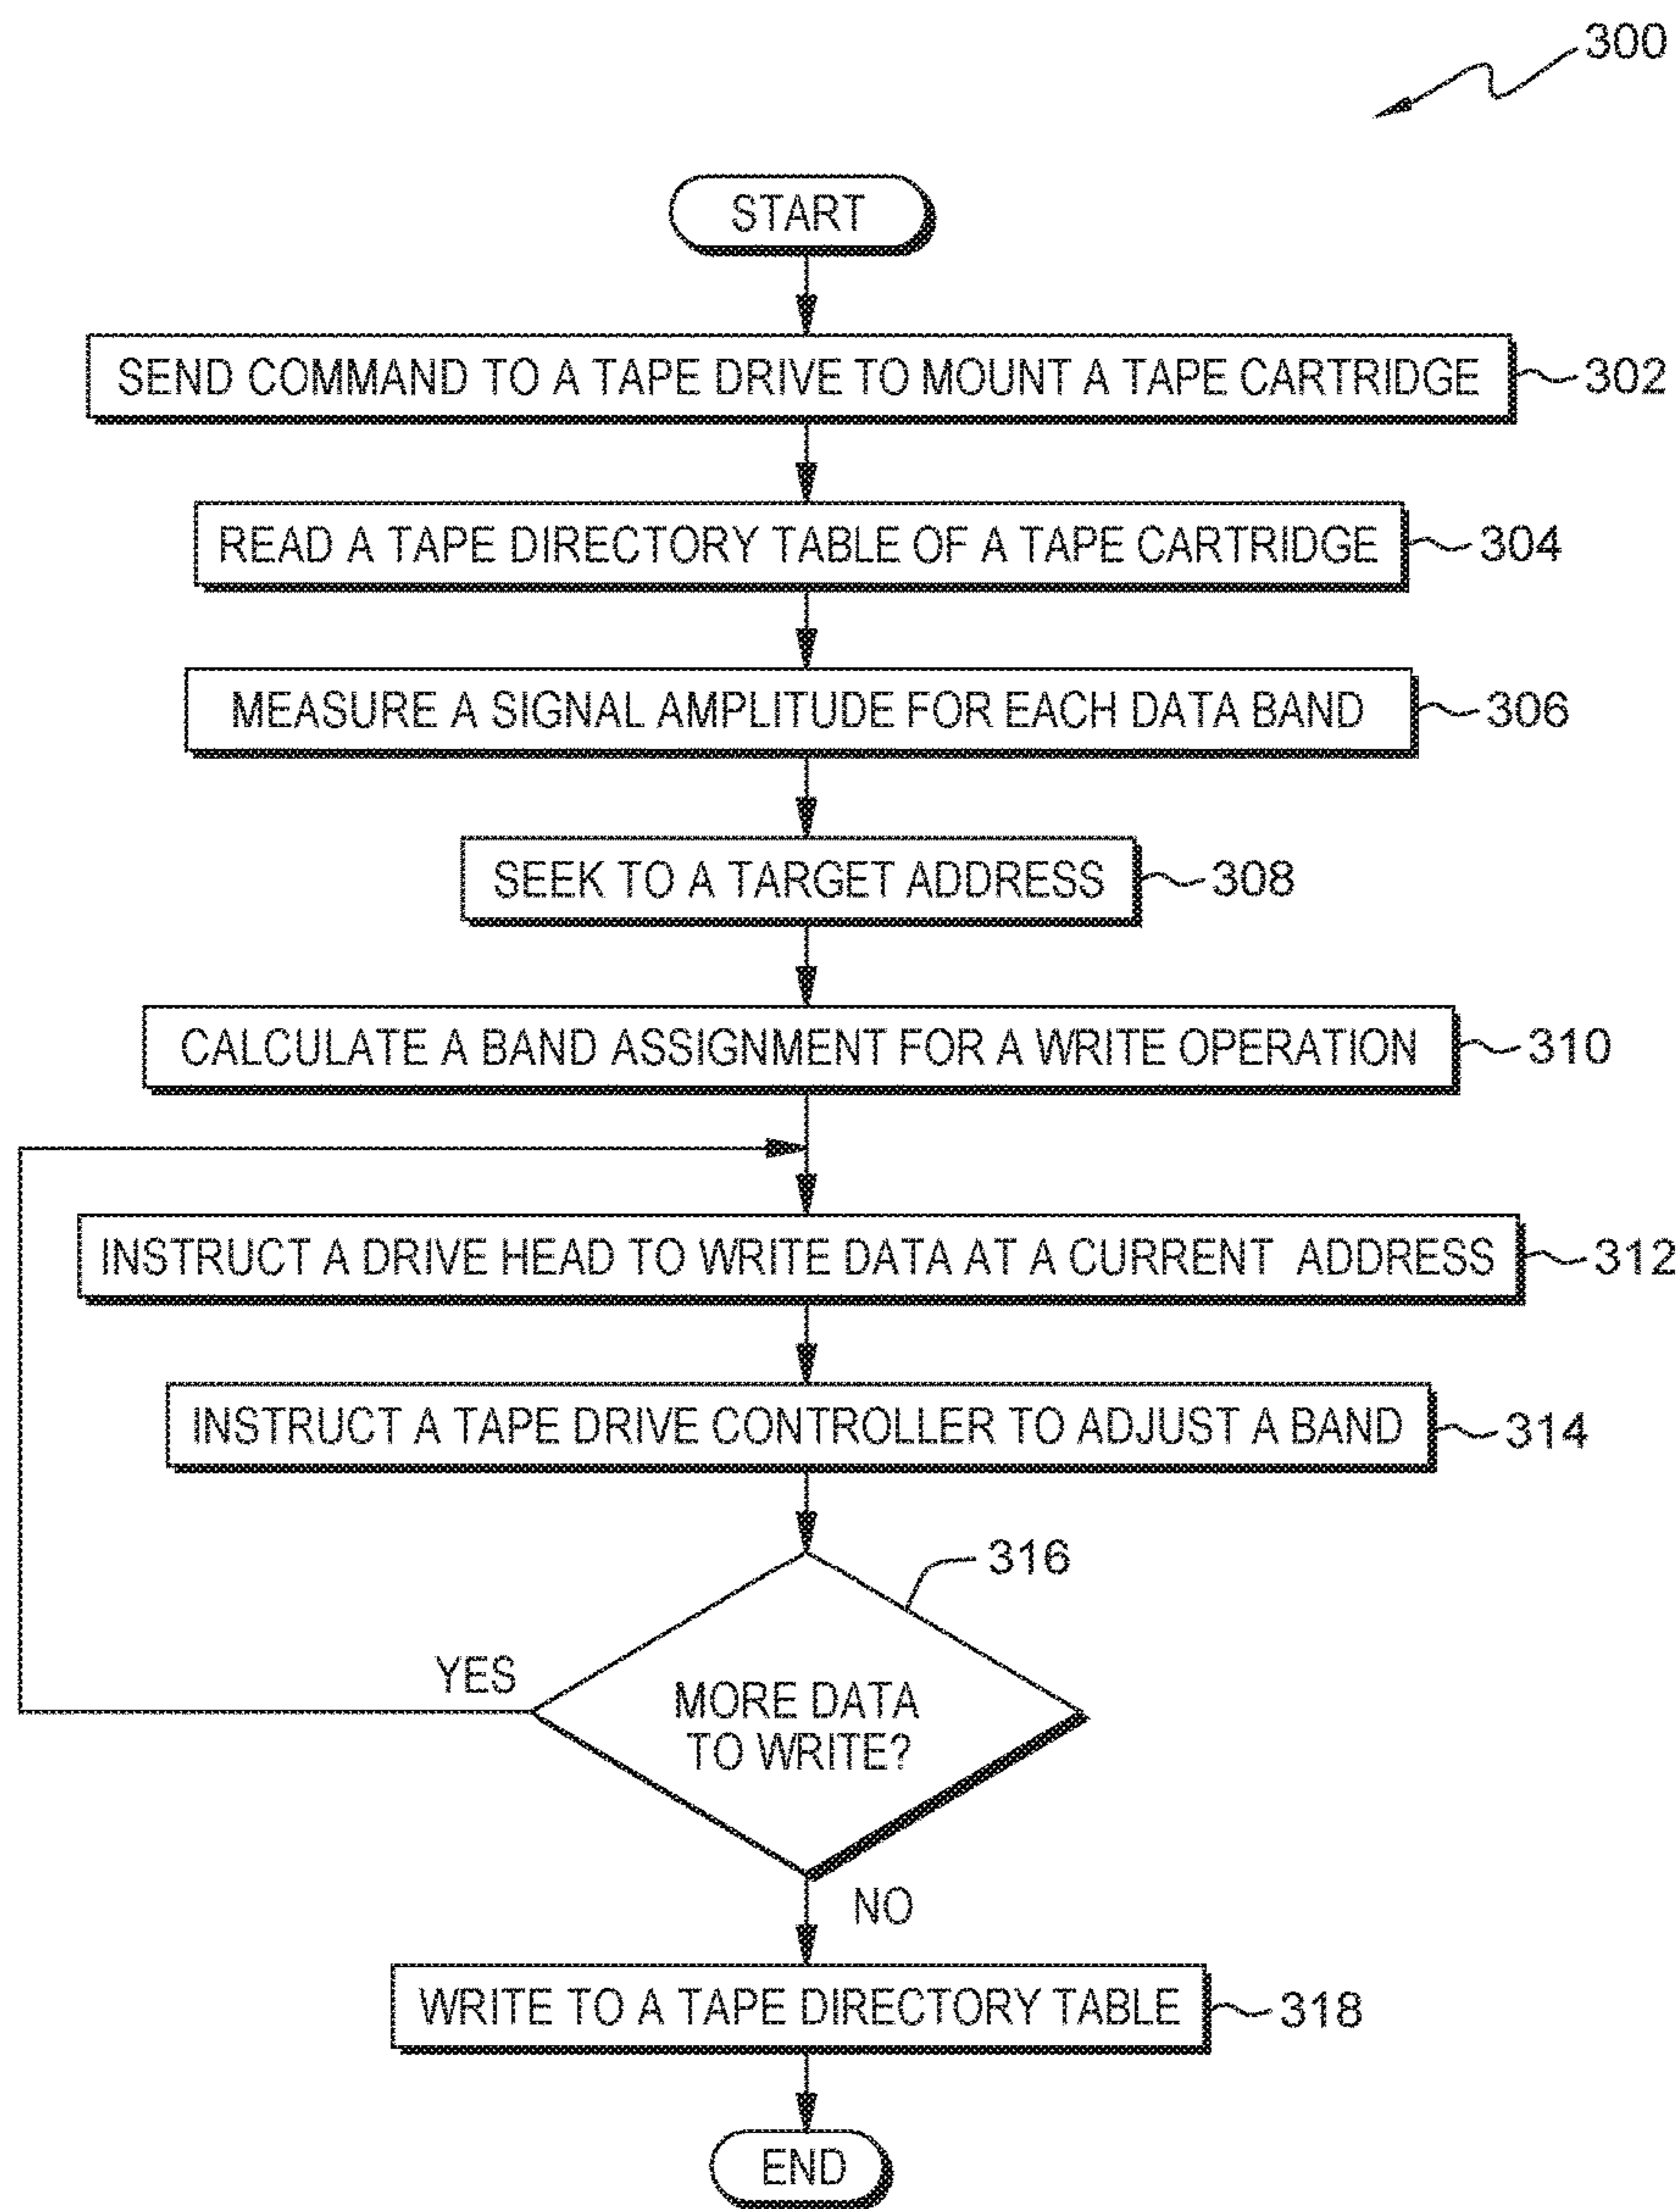 300
START
SEND COMMAND TO A TAPE DRIVE TO MOUNT A TAPE CARTRIDGE
302
READ A TAPE DIRECTORY TABLE OF A TAPE CARTRIDGE
304
MEASURE A SIGNAL AMPLITUDE FOR EACH DATA BAND
306
SEEK TO A TARGET ADDRESS
308
CALCULATE A BAND ASSIGNMENT FOR A WRITE OPERATION
310
INSTRUCT A DRIVE HEAD TO WRITE DATA AT A CURRENT ADDRESS
312
INSTRUCT A TAPE DRIVE CONTROLLER TO ADJUST A BAND
314
316
YES
MORE DATA
TO WRITE?
NO
WRITE TO A TAPE DIRECTORY TABLE
318
END